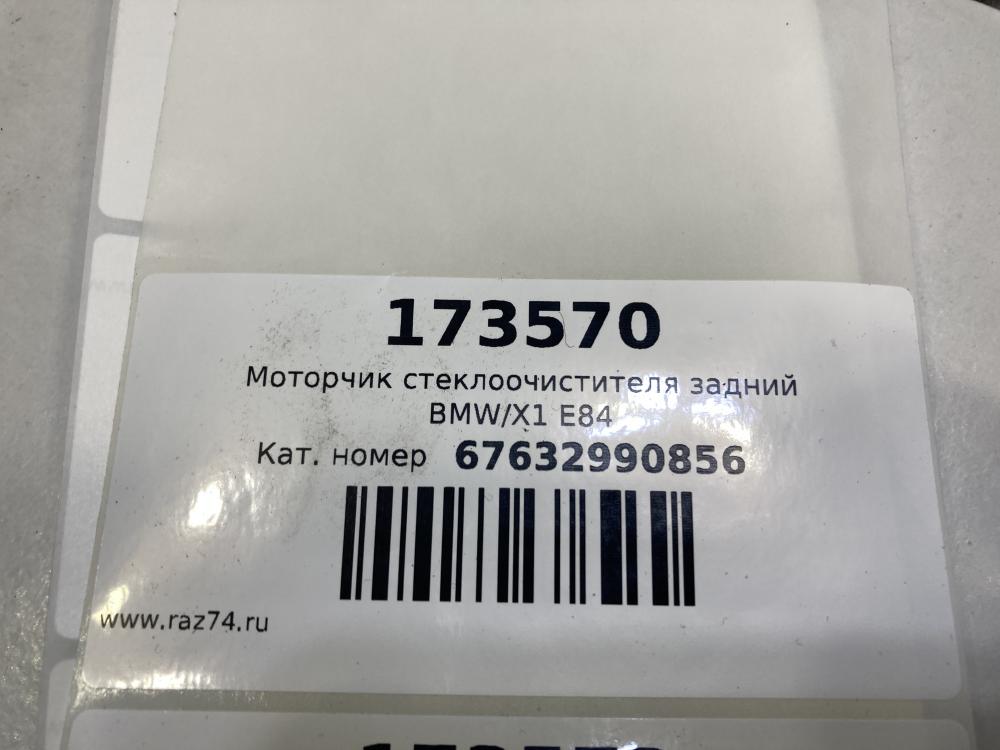 173570
Моторчик стеклоочистителя задний
BMW/X1 E84
Кат. номер 67632990856
www.raz74.ru